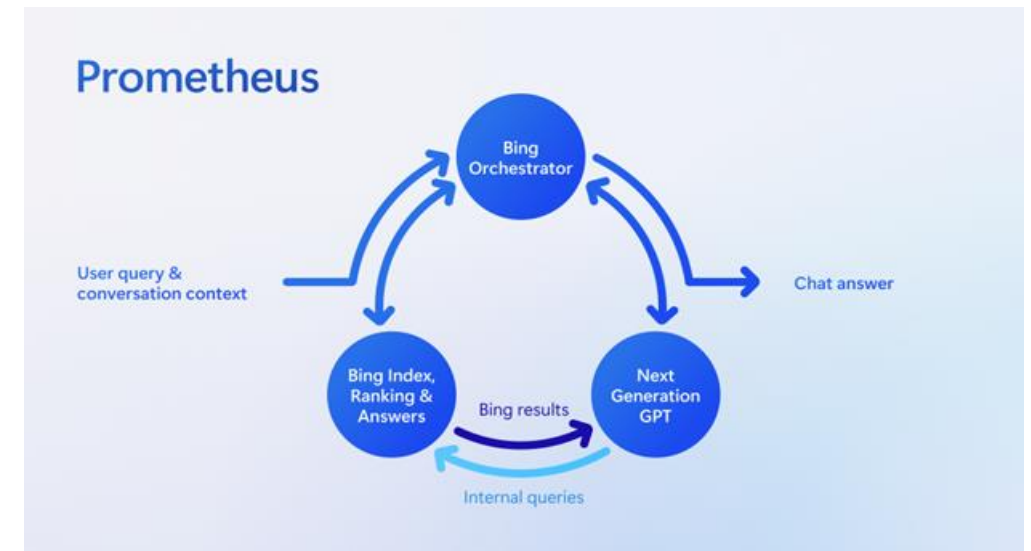 Prometheus
Bing
Orchestrator
User query &
conversation context
Chat answer
Bing Index,
Ranking &
Answers
Bing results
Next
Generation
GPT
Internal queries